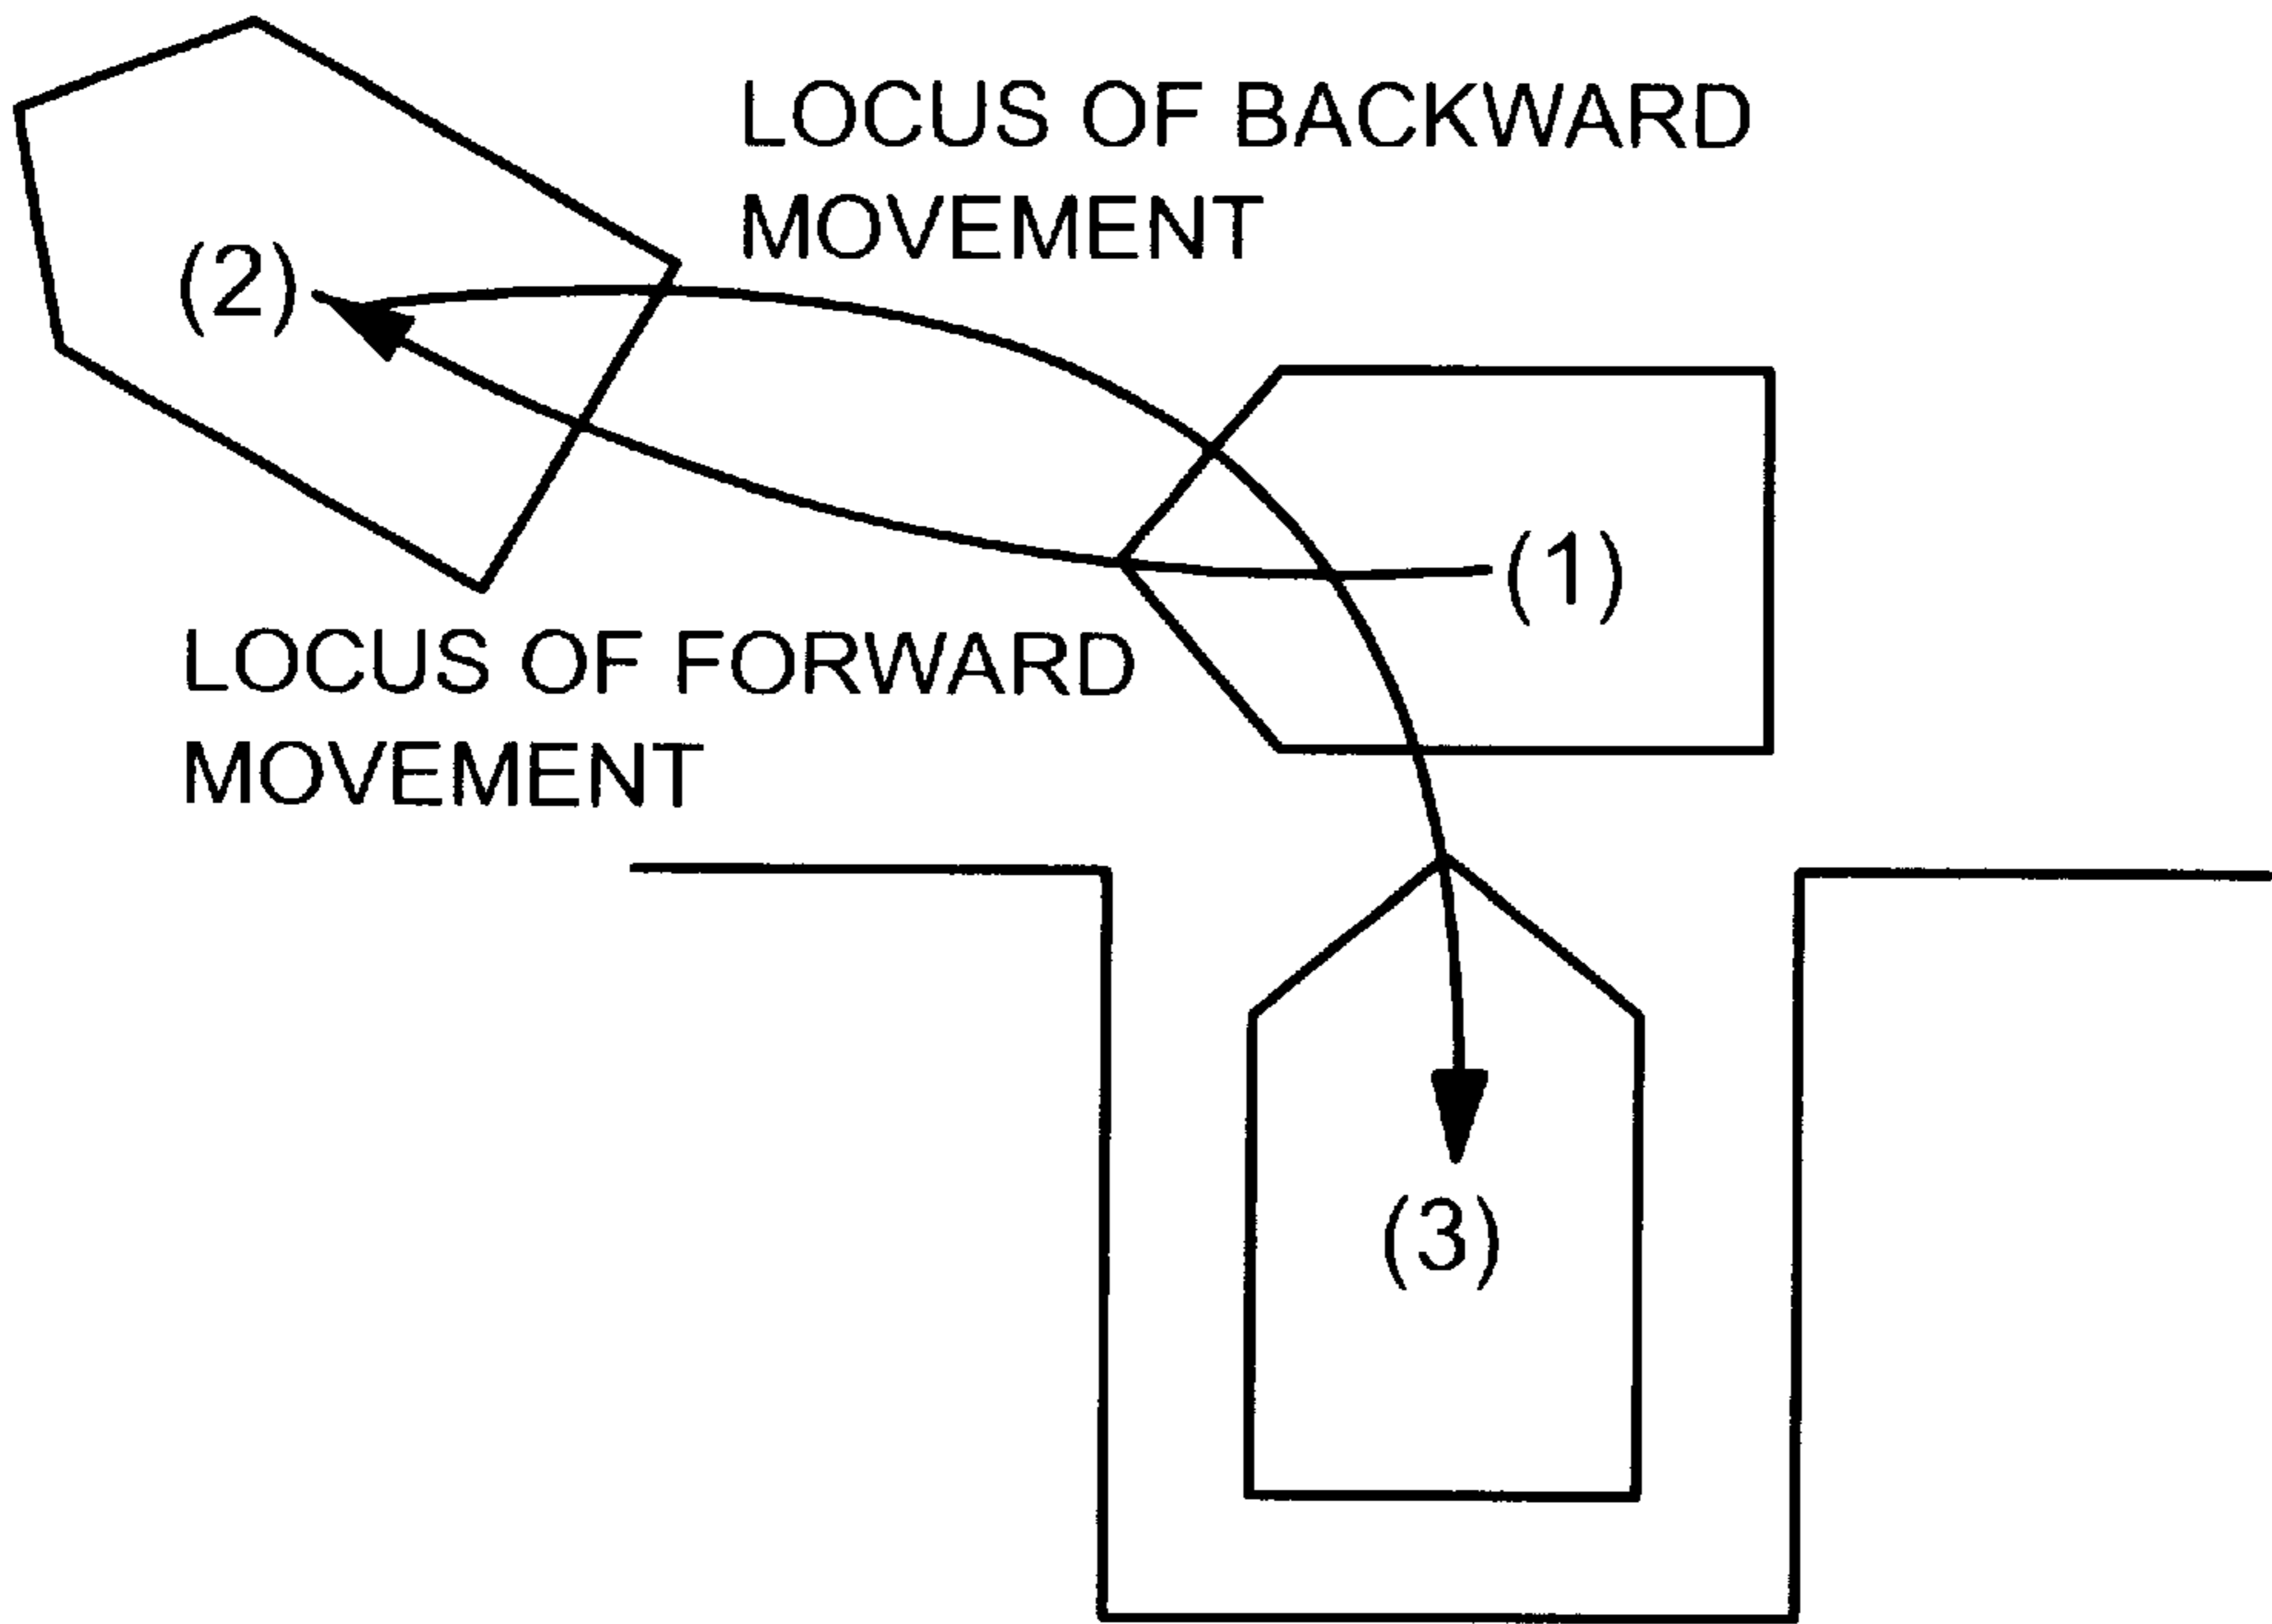 LOCUS OF BACKWARD
MOVEMENT
(2)
(1)
LOCUS OF FORWARD
MOVEMENT
(3)